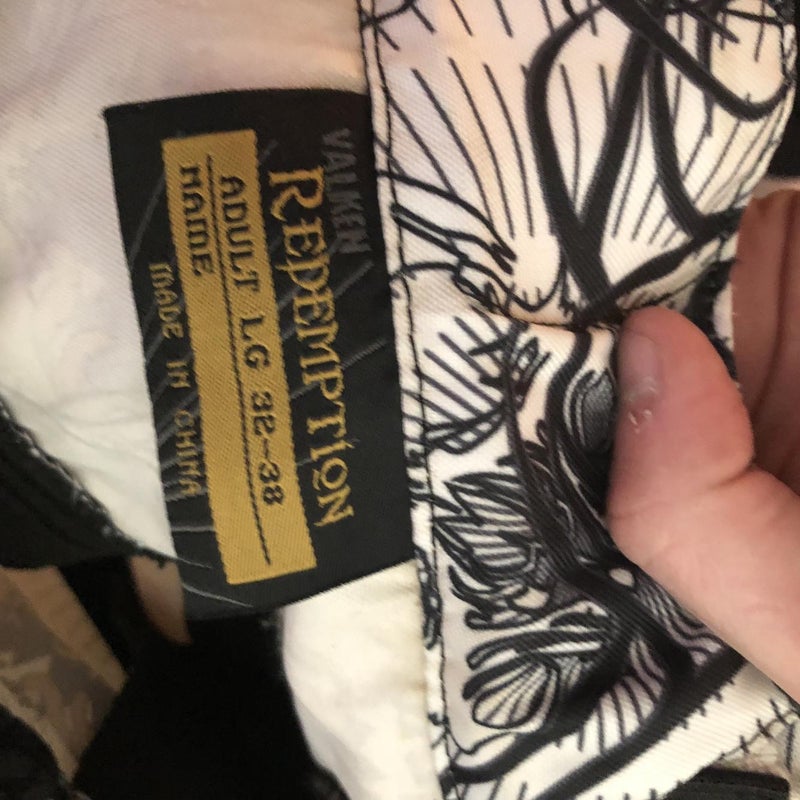 VALKEN
REDEMPTION
ADULT LG 32-38
NAME
MADE IN CHINA